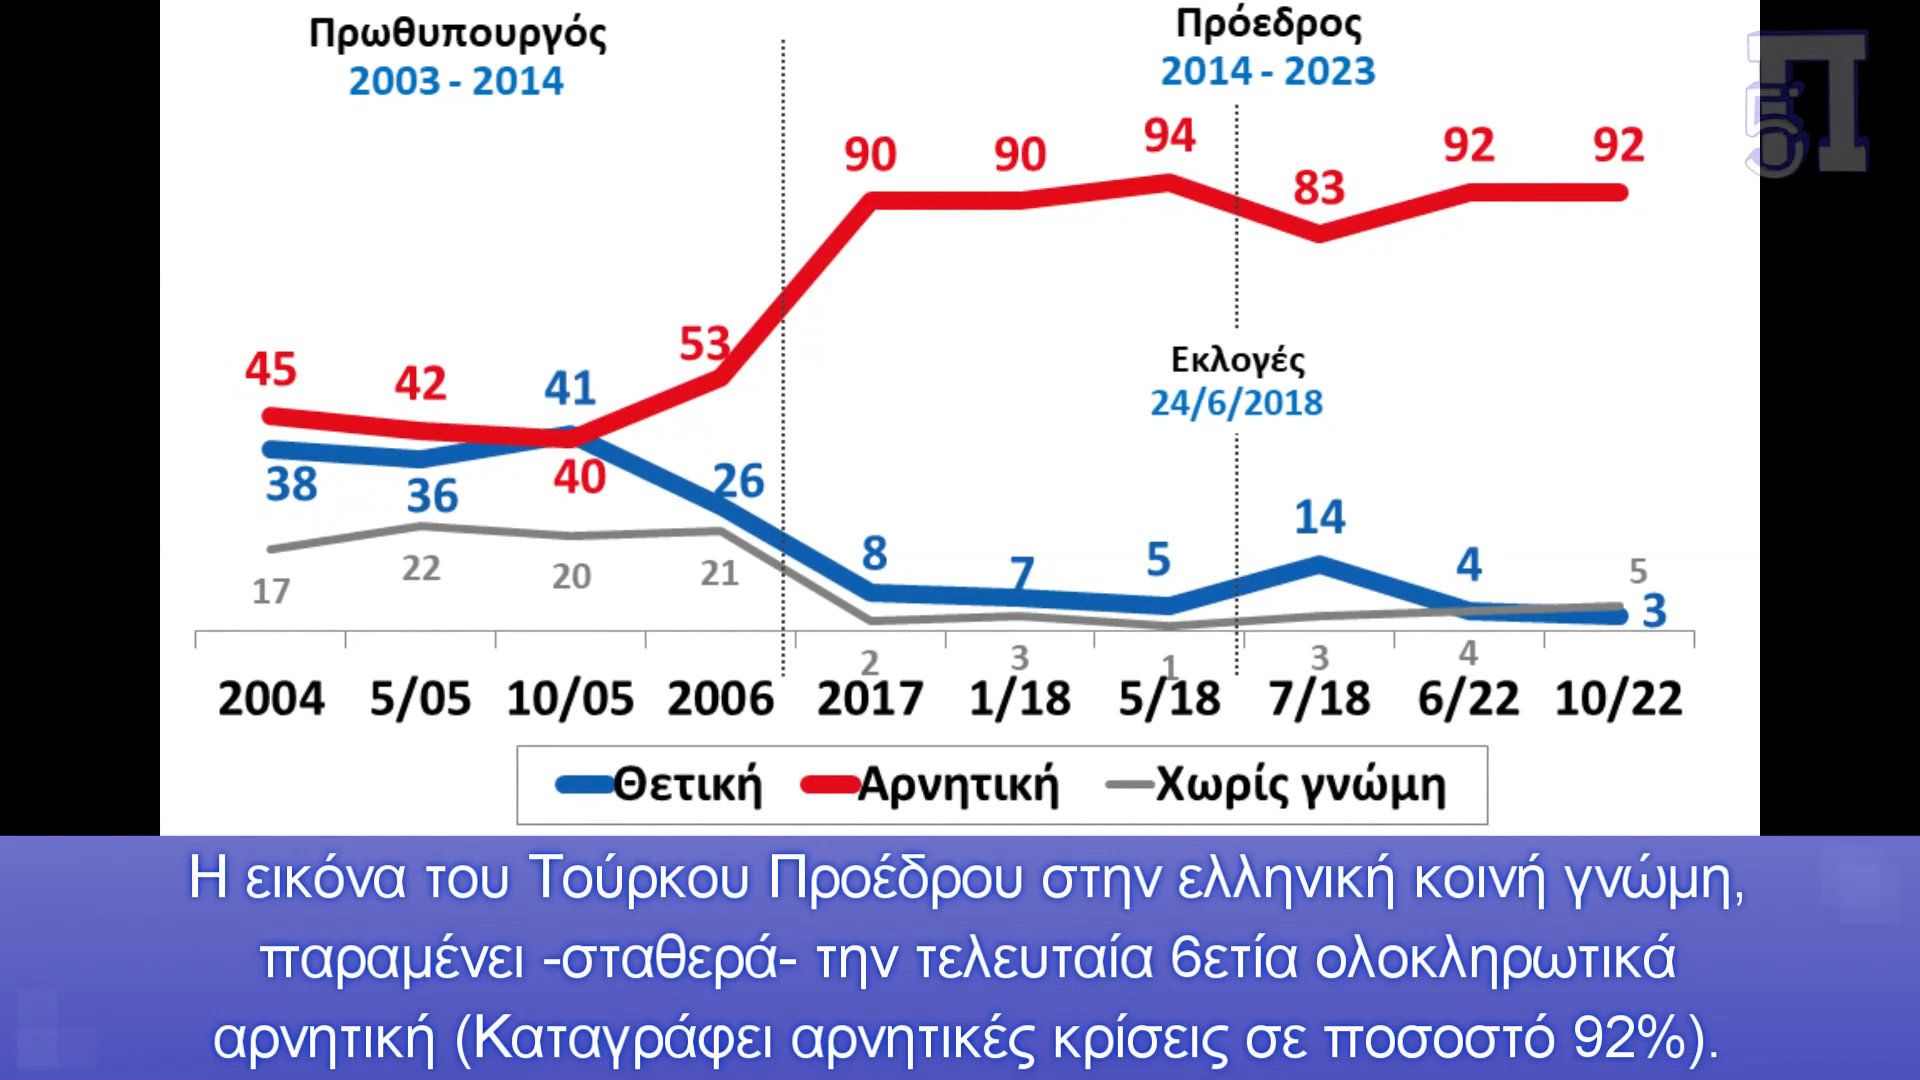 Πρωθυπουργός
2003 - 2014
Πρόεδρος
2014 - 2023
5Π
90 90 94 83 92 92
Εκλογές
24/6/2018
45 42 41 53
38 36 40 26
17 22 20 21
8 7 5 14 4 5
3
2 3 1 3 4
2004 5/05 10/05 2006 2017 1/18 5/18 7/18 6/22 10/22
Θετική Αρνητική Χωρίς γνώμη
Η εικόνα του Τούρκου Προέδρου στην ελληνική κοινή γνώμη,
παραμένει -σταθερά- την τελευταία 6ετία ολοκληρωτικά
αρνητική (Καταγράφει αρνητικές κρίσεις σε ποσοστό 92%).